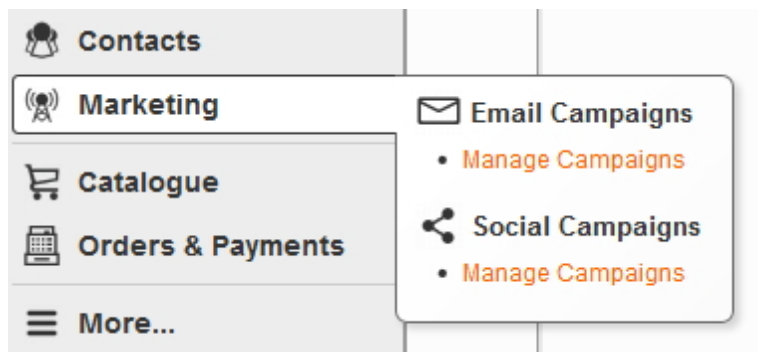 Contacts
Marketing
Catalogue
Orders & Payments
More...
Email Campaigns
• Manage Campaigns
Social Campaigns
• Manage Campaigns